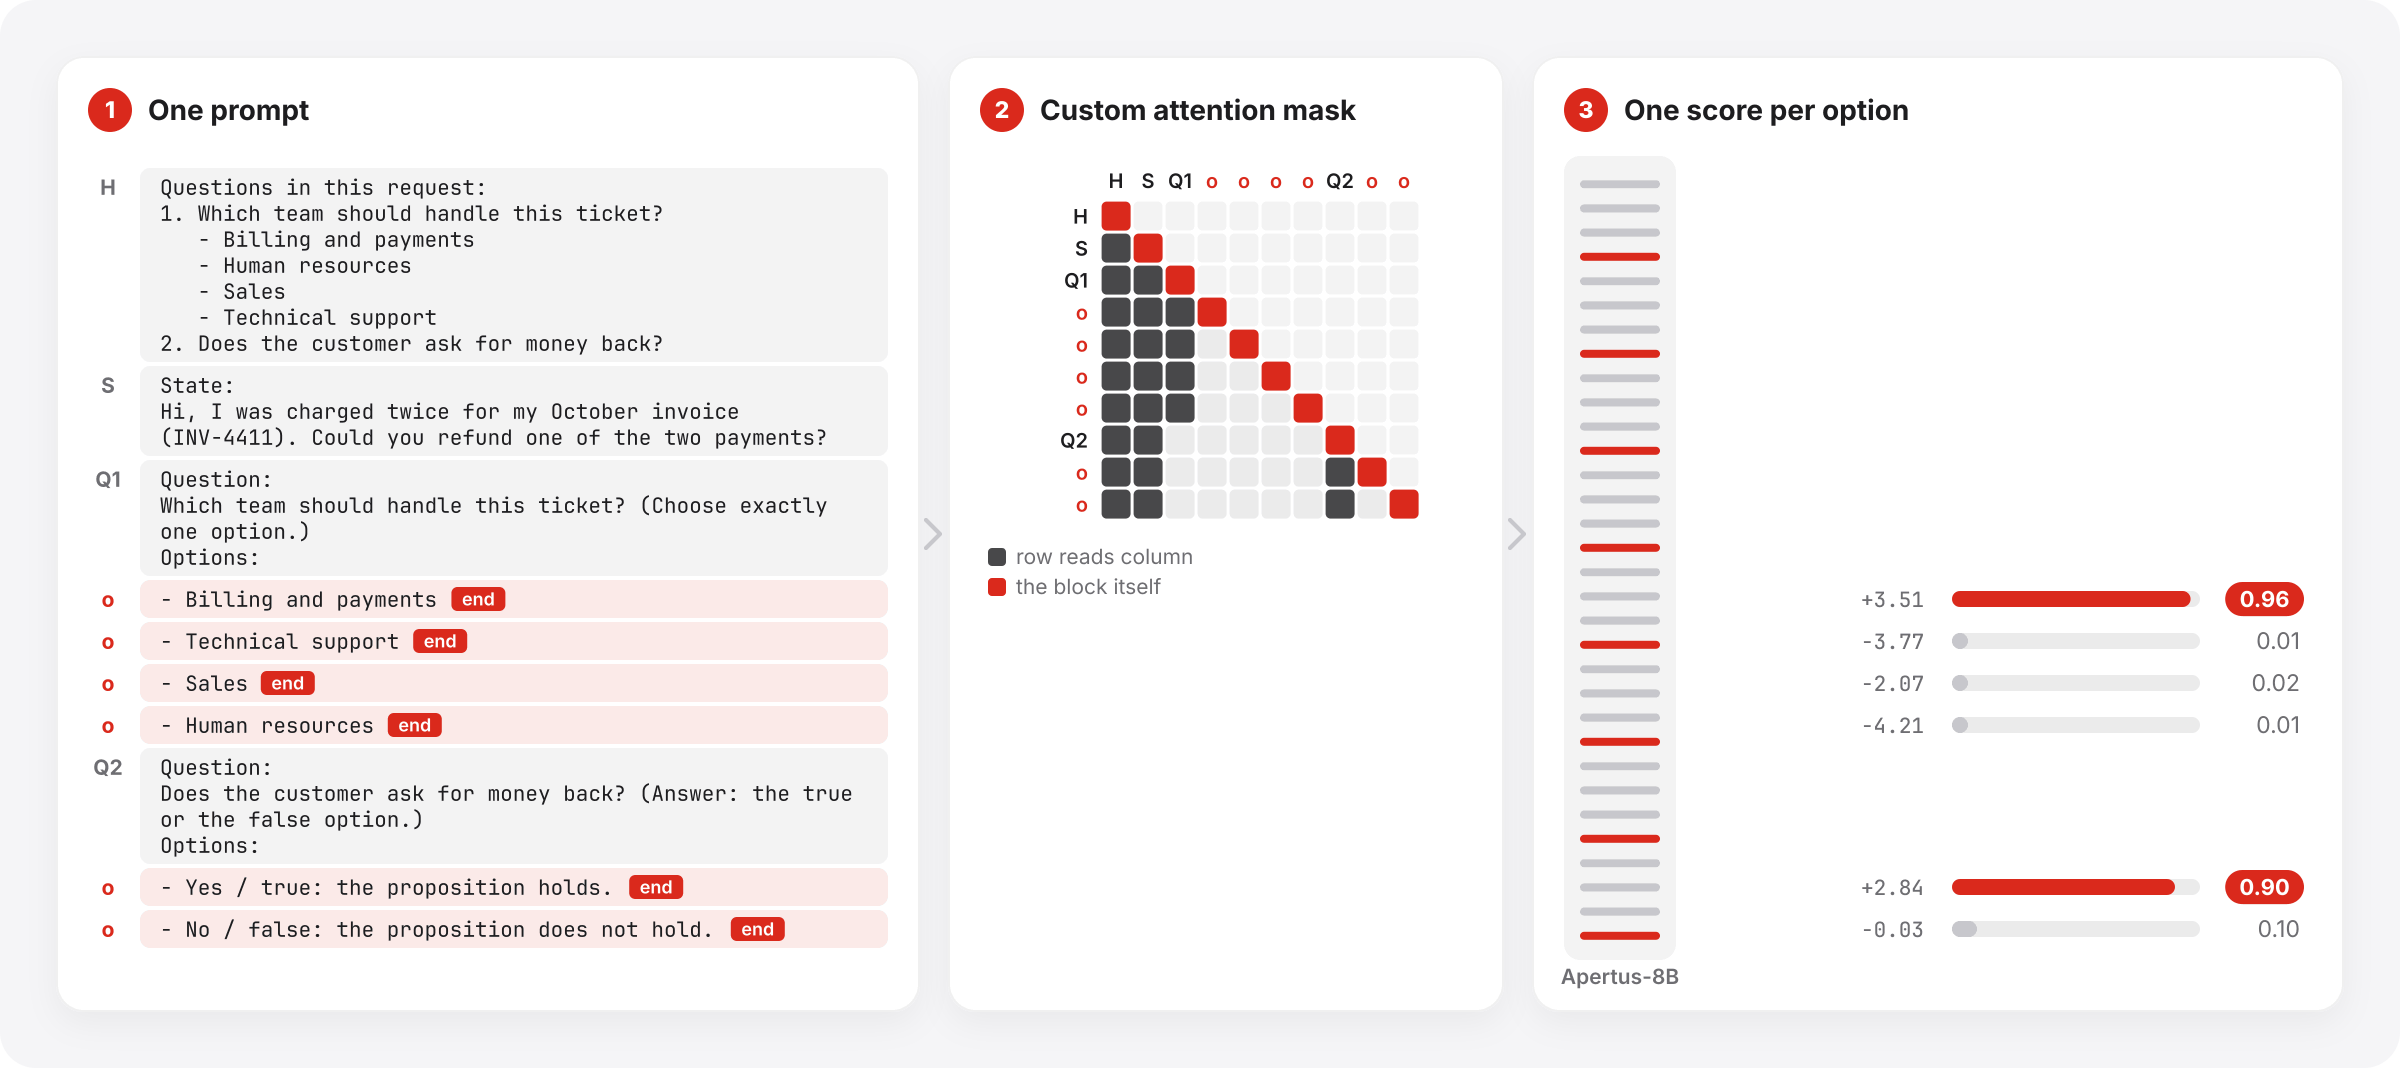 1 One prompt
H
Questions in this request:
1. Which team should handle this ticket?
- Billing and payments
- Human resources
- Sales
- Technical support
2. Does the customer ask for money back?
S
State:
Hi, I was charged twice for my October invoice
(INV-4411). Could you refund one of the two payments?
Q1
Question:
Which team should handle this ticket? (Choose exactly
one option.)
Options:
o - Billing and payments end
o - Technical support end
o - Sales end
o - Human resources end
Q2
Question:
Does the customer ask for money back? (Answer: the true
or the false option.)
Options:
o - Yes / true: the proposition holds. end
o - No / false: the proposition does not hold. end
2 Custom attention mask
H S Q1 o o o o Q2 o o
H
S
Q1
o
o
o
o
Q2
o
o
row reads column
the block itself
3 One score per option
+3.51 0.96
-3.77 0.01
-2.07 0.02
-4.21 0.01
+2.84 0.90
-0.03 0.10
Apertus-8B